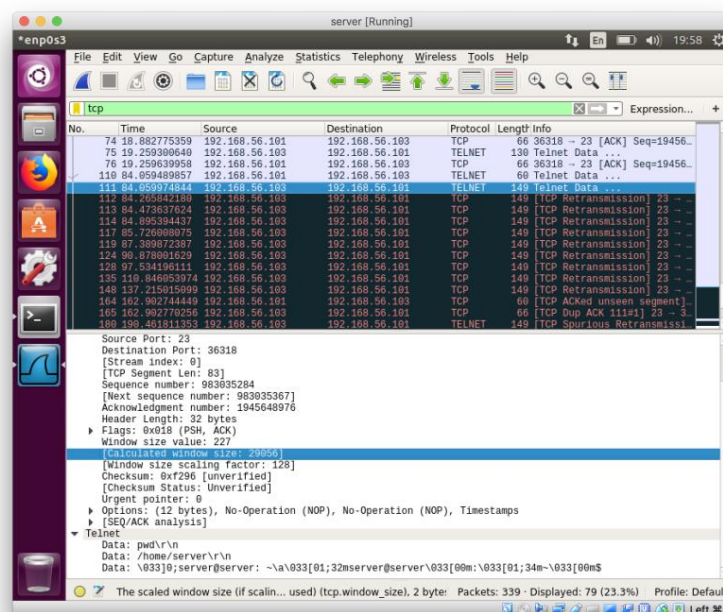 server [Running]
*enp0s3 En 19:58
File Edit View Go Capture Analyze Statistics Telephony Wireless Tools Help
tcp Expression... +
No. Time Source Destination Protocol Length Info
74 18.882775359 192.168.56.101 192.168.56.103 TCP 66 36318 → 23 [ACK] Seq=19456…
75 19.259300640 192.168.56.103 192.168.56.101 TELNET 130 Telnet Data ...
76 19.259639958 192.168.56.101 192.168.56.103 TCP 66 36318 → 23 [ACK] Seq=19456…
110 84.059489857 192.168.56.101 192.168.56.103 TELNET 60 Telnet Data ...
111 84.059974844 192.168.56.103 192.168.56.101 TELNET 149 Telnet Data ...
112 84.265842180 192.168.56.103 192.168.56.101 TCP 149 [TCP Retransmission] 23 → …
113 84.473637624 192.168.56.103 192.168.56.101 TCP 149 [TCP Retransmission] 23 → …
114 84.895394437 192.168.56.103 192.168.56.101 TCP 149 [TCP Retransmission] 23 → …
117 85.726008075 192.168.56.103 192.168.56.101 TCP 149 [TCP Retransmission] 23 → …
119 87.389872387 192.168.56.103 192.168.56.101 TCP 149 [TCP Retransmission] 23 → …
124 90.878001629 192.168.56.103 192.168.56.101 TCP 149 [TCP Retransmission] 23 → …
128 97.534196111 192.168.56.103 192.168.56.101 TCP 149 [TCP Retransmission] 23 → …
135 110.846053974 192.168.56.103 192.168.56.101 TCP 149 [TCP Retransmission] 23 → …
148 137.215015099 192.168.56.103 192.168.56.101 TCP 149 [TCP Retransmission] 23 → …
164 162.902744449 192.168.56.101 192.168.56.103 TCP 60 [TCP ACKed unseen segment]…
165 162.902770256 192.168.56.103 192.168.56.101 TCP 66 [TCP Dup ACK 111#1] 23 → 3…
180 190.461811353 192.168.56.103 192.168.56.101 TELNET 149 [TCP Spurious Retransmissi…
Source Port: 23
Destination Port: 36318
[Stream index: 0]
[TCP Segment Len: 83]
Sequence number: 983035284
[Next sequence number: 983035367]
Acknowledgment number: 1945648976
Header Length: 32 bytes
Flags: 0x018 (PSH, ACK)
Window size value: 227
[Calculated window size: 29056]
[Window size scaling factor: 128]
Checksum: 0xf296 [unverified]
[Checksum Status: Unverified]
Urgent pointer: 0
Options: (12 bytes), No-Operation (NOP), No-Operation (NOP), Timestamps
[SEQ/ACK analysis]
Telnet
Data: pwd\r\n
Data: /home/server\r\n
Data: \033]0;server@server: ~\a\033[01;32mserver@server\033[00m:\033[01;34m~\033[00m$
The scaled window size (if scalin… used) (tcp.window_size), 2 byte: Packets: 339 · Displayed: 79 (23.3%) Profile: Defau
Left ⌘